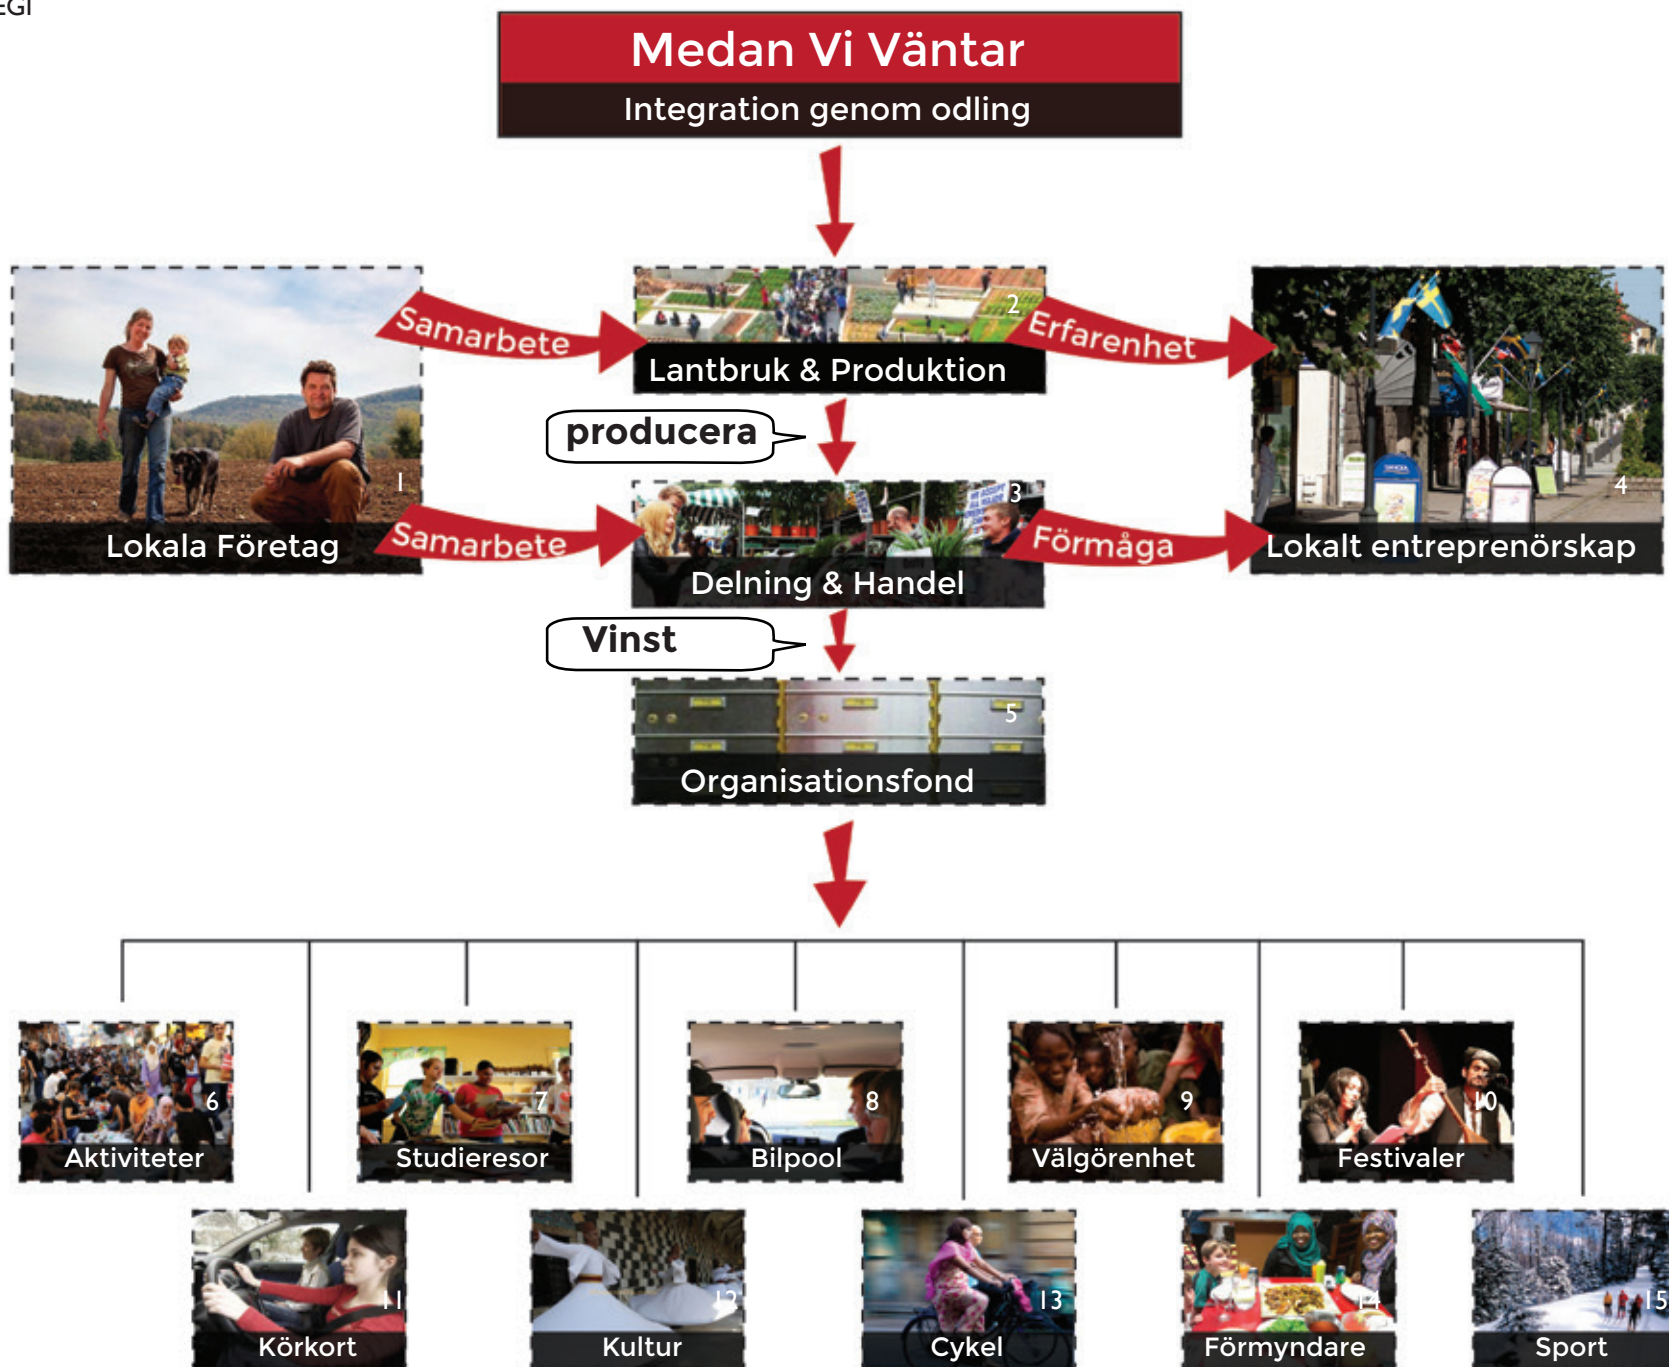 EGI
Medan Vi Väntar
Integration genom odling
Samarbete
2
Erfarenhet
Lantbruk & Produktion
producera
1
3
4
Lokala Företag
Samarbete
Förmåga
Lokalt entreprenörskap
Delning & Handel
Vinst
5
Organisationsfond
6
7
8
9
10
Aktiviteter
Studieresor
Bilpool
Välgörenhet
Festivaler
11
12
13
14
15
Körkort
Kultur
Cykel
Förmyndare
Sport